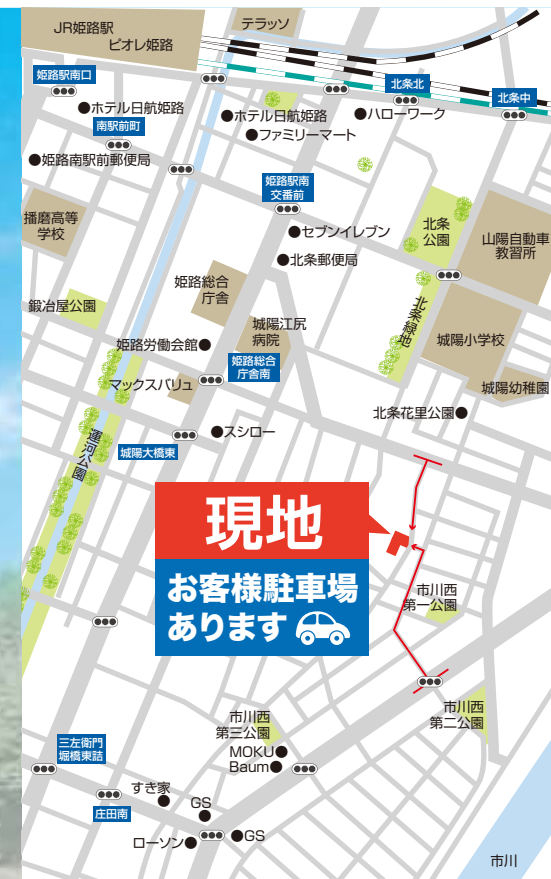 JR姫路駅
ピオレ姫路
テラッソ
姫路駅南口
北条北
北条中
ホテル日航姫路
ホテル日航姫路
ハローワーク
南駅前町
ファミリーマート
姫路南駅前郵便局
姫路駅南
交番前
播磨高等
学校
セブンイレブン
北条
公園
山陽自動車
教習所
北条郵便局
姫路総合
庁舎
鍛冶屋公園
北条緑地
城陽江尻
病院
姫路労働会館
城陽小学校
姫路総合
庁舎南
マックスバリュ
城陽幼稚園
北条花里公園
スシロー
運河公園
城陽大橋東
現地
お客様駐車場
あります
市川西
第一公園
市川西
第二公園
市川西
第三公園
三左衛門
堀橋東詰
MOKU
Baum
すき家
庄田南
GS
GS
ローソン
市川